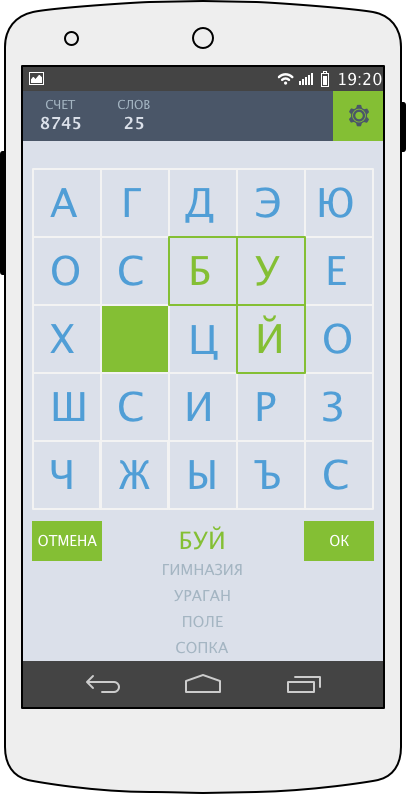 19:20
СЧЕТ СЛОВ
8745 25
А Г Д Э Ю
О С Б У Е
Х Ц Й О
Ш С И Р З
Ч Ж Ы Ъ С
ОТМЕНА БУЙ ОК
ГИМНАЗИЯ
УРАГАН
ПОЛЕ
СОПКА